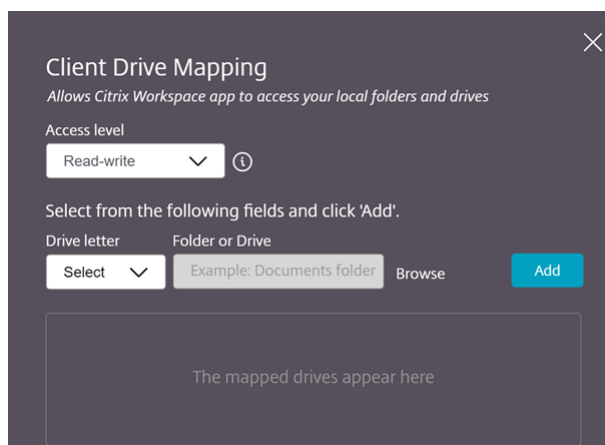 Client Drive Mapping
Allows Citrix Workspace app to access your local folders and drives
Access level
Read-write
Select from the following fields and click 'Add'.
Drive letter Folder or Drive
Select Example: Documents folder Browse Add
The mapped drives appear here